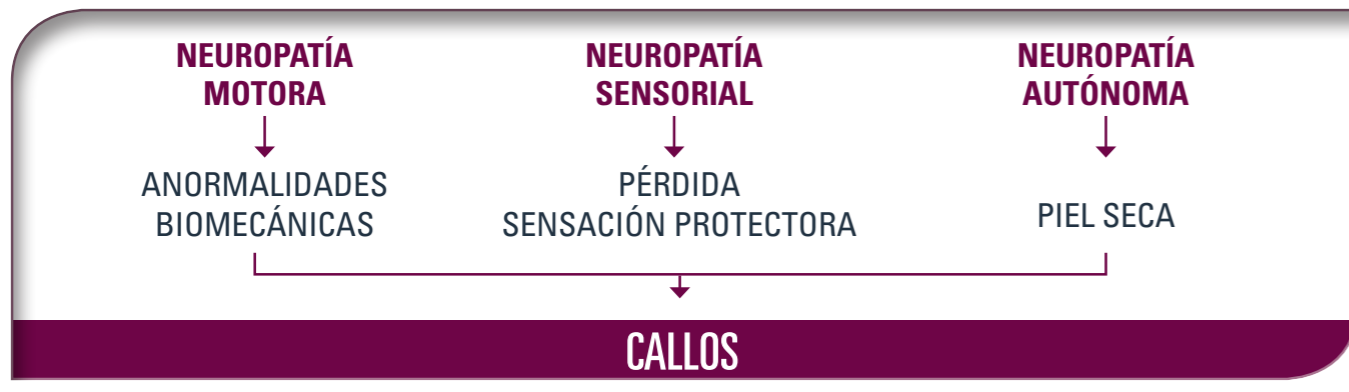 NEUROPATÍA
MOTORA
NEUROPATÍA
SENSORIAL
NEUROPATÍA
AUTÓNOMA
ANORMALIDADES
BIOMECÁNICAS
PÉRDIDA
SENSACIÓN PROTECTORA
PIEL SECA
CALLOS